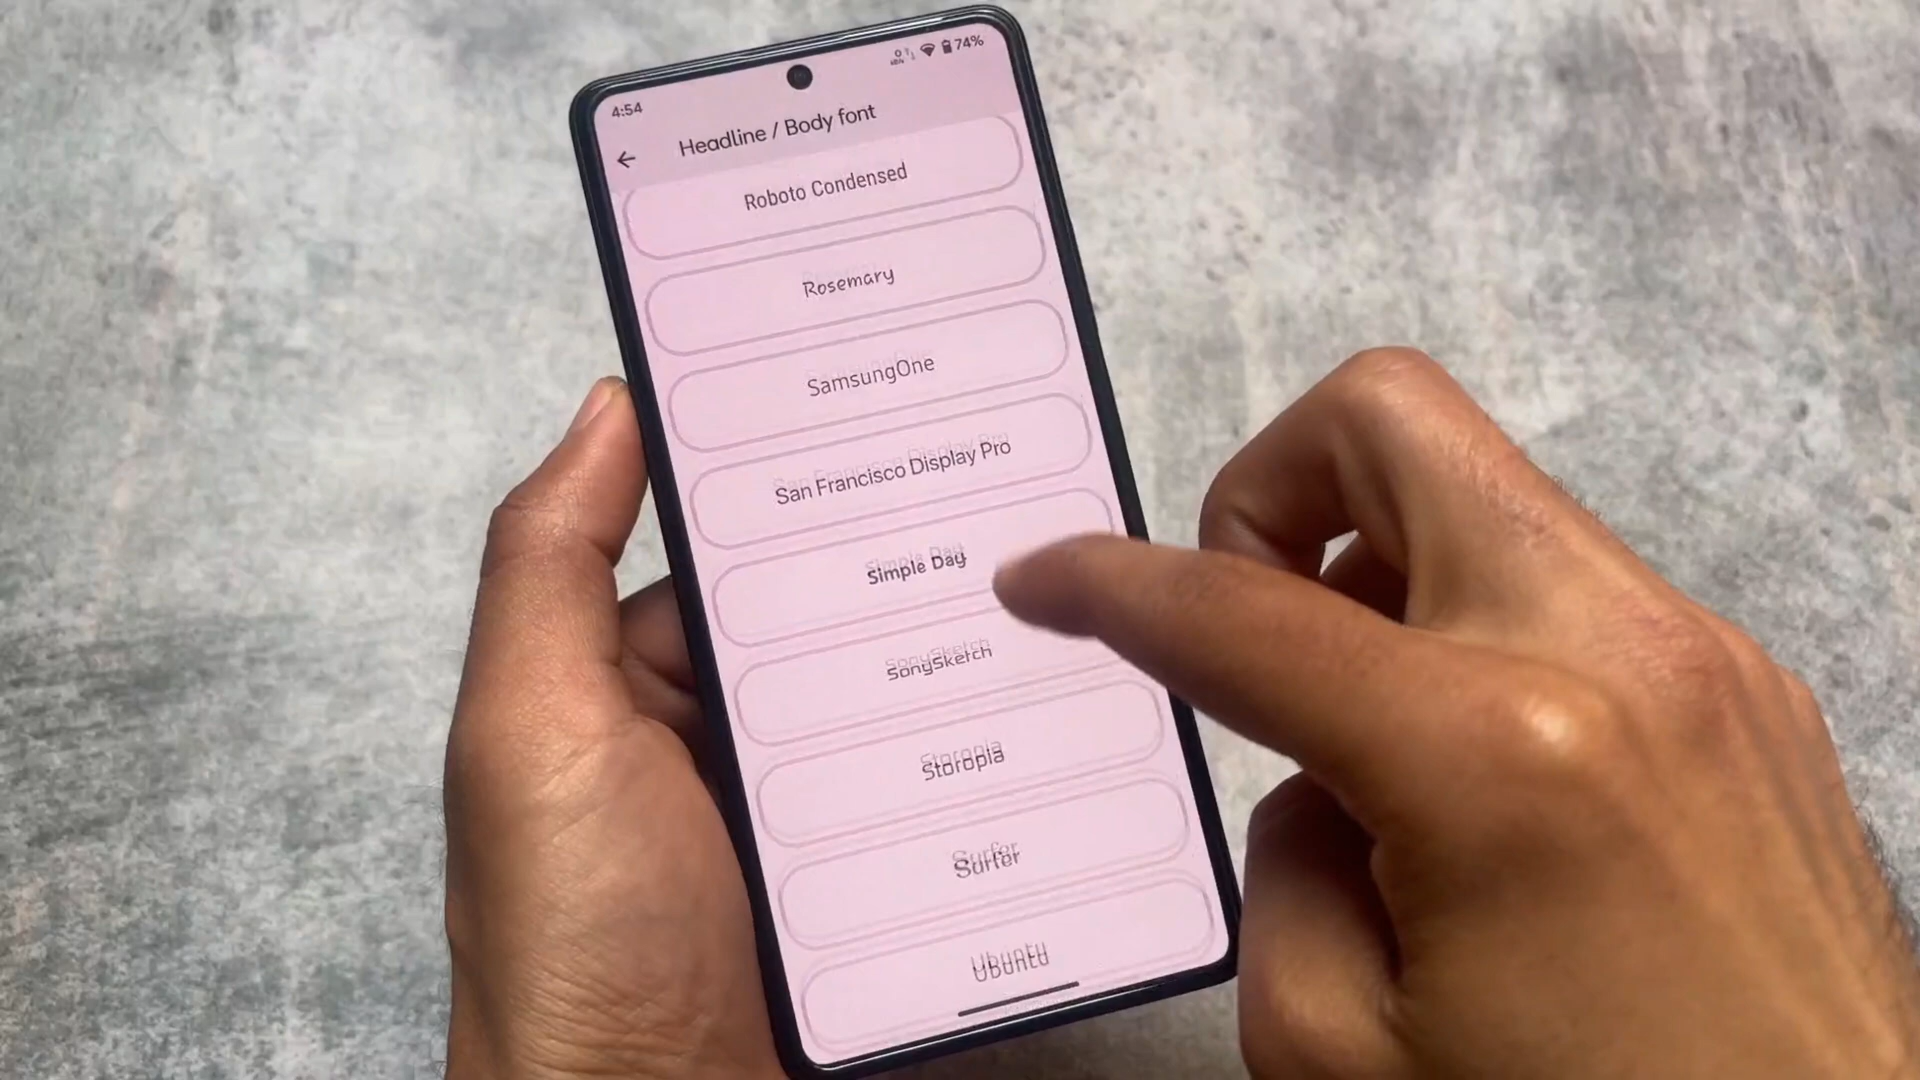 4:54
74%
Headline / Body font
Roboto Condensed
Rosemary
SamsungOne
San Francisco Display Pro
Simple Day
SonySketch
Storopia
Surfer
Ubuntu